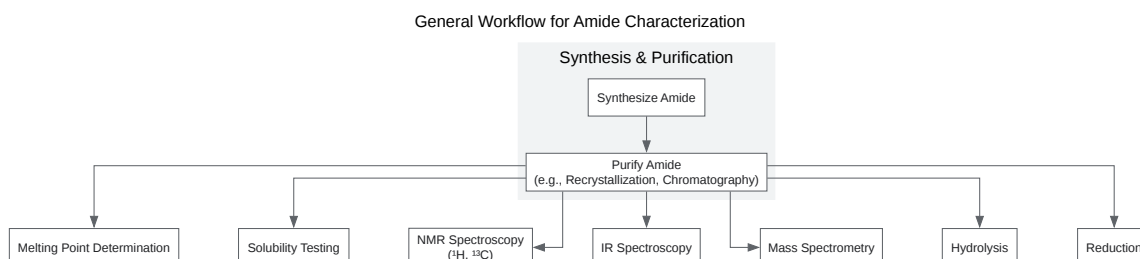 General Workflow for Amide Characterization
Synthesis & Purification
Synthesize Amide
Purify Amide
(e.g., Recrystallization, Chromatography)
Melting Point Determination
Solubility Testing
NMR Spectroscopy
(¹H, ¹³C)
IR Spectroscopy
Mass Spectrometry
Hydrolysis
Reduction